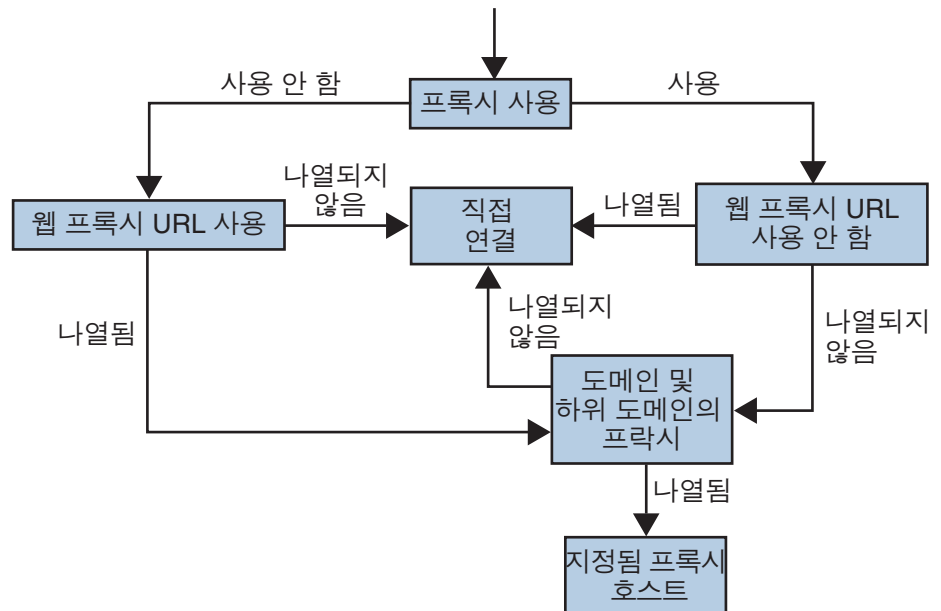 사용 안 함
프록시 사용
사용
웹 프록시 URL 사용
나열되지
않음
직접
연결
나열됨
웹 프록시 URL
사용 안 함
나열됨
나열되지
않음
나열되지
않음
도메인 및
하위 도메인의
프락시
나열됨
지정됨 프록시
호스트